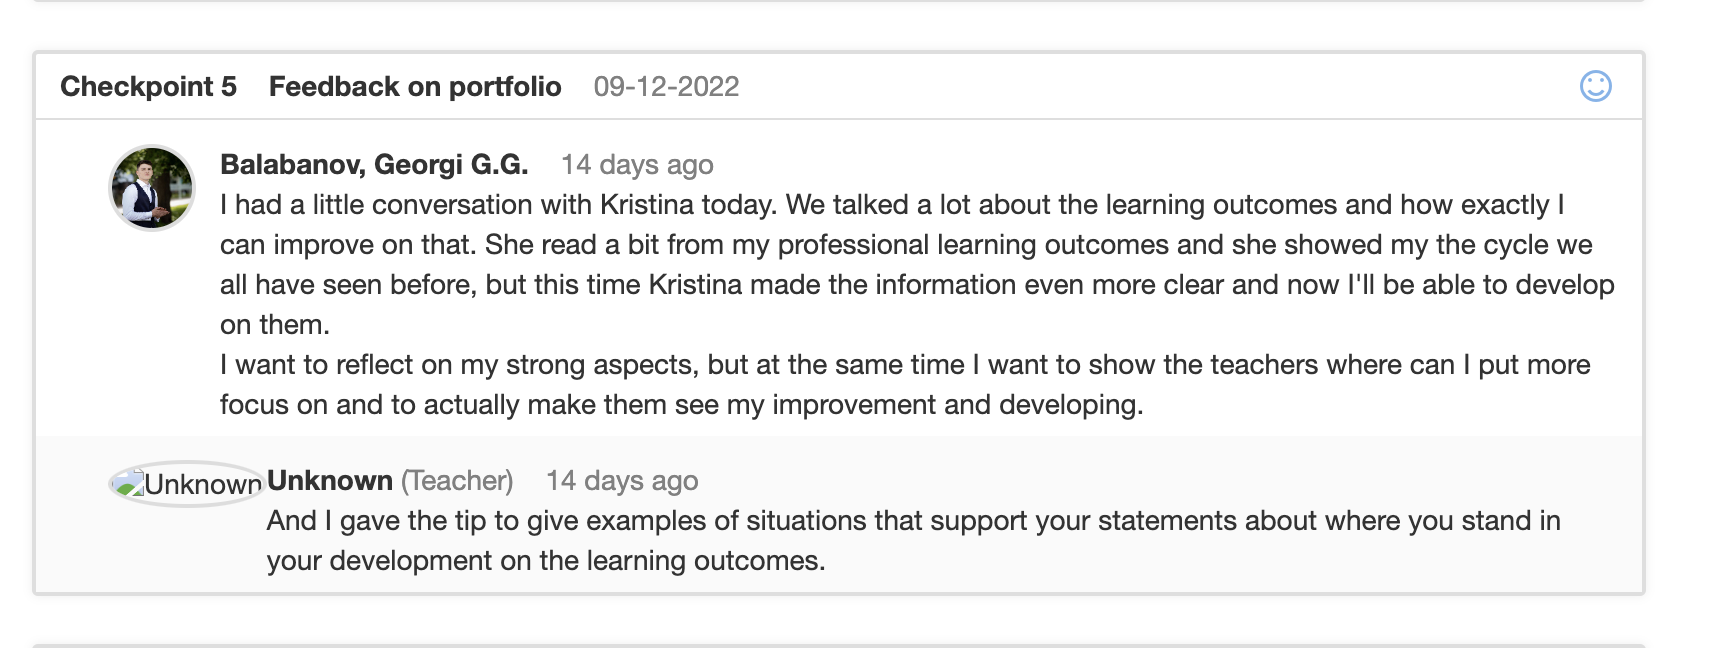 Checkpoint 5 Feedback on portfolio 09-12-2022
Balabanov, Georgi G.G. 14 days ago
I had a little conversation with Kristina today. We talked a lot about the learning outcomes and how exactly I
can improve on that. She read a bit from my professional learning outcomes and she showed my the cycle we
all have seen before, but this time Kristina made the information even more clear and now I'll be able to develop
on them.
I want to reflect on my strong aspects, but at the same time I want to show the teachers where can I put more
focus on and to actually make them see my improvement and developing.
Unknown Unknown (Teacher) 14 days ago
And I gave the tip to give examples of situations that support your statements about where you stand in
your development on the learning outcomes.